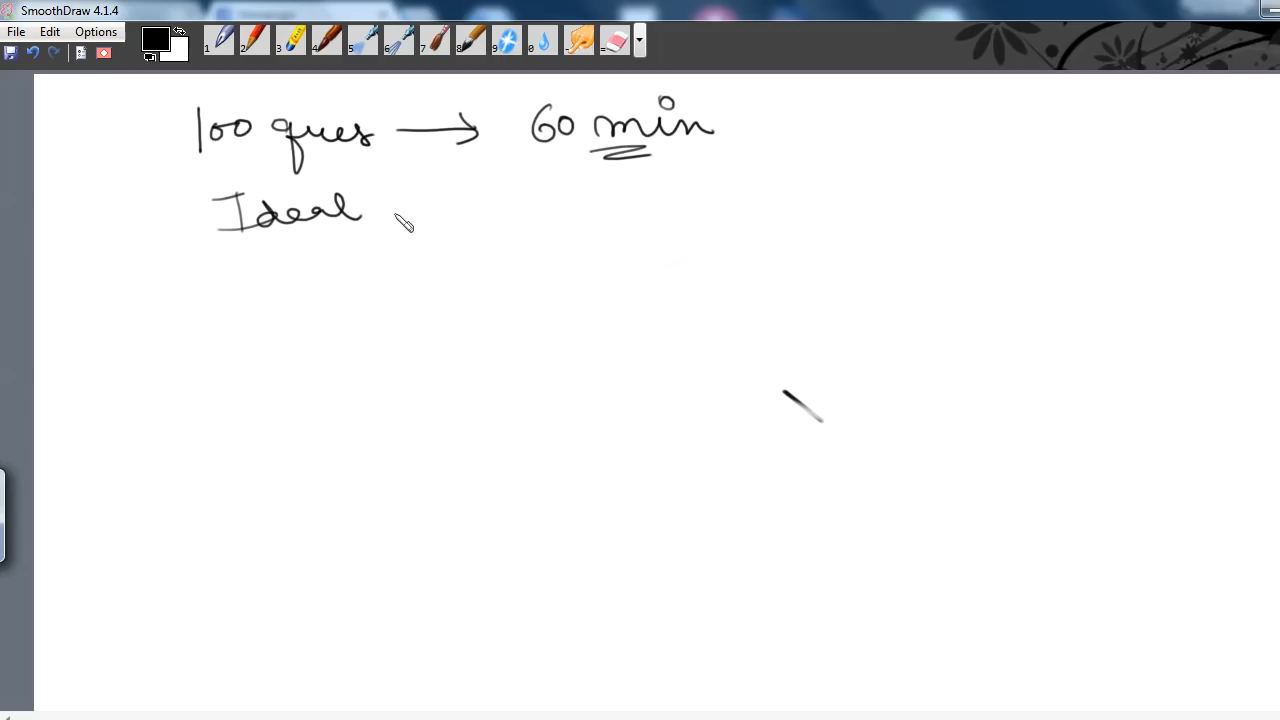 SmoothDraw 4.1.4
File Edit Options
1 2 3 4 5 6 7 8 9 0 - =
100 ques → 60 min
Ideal